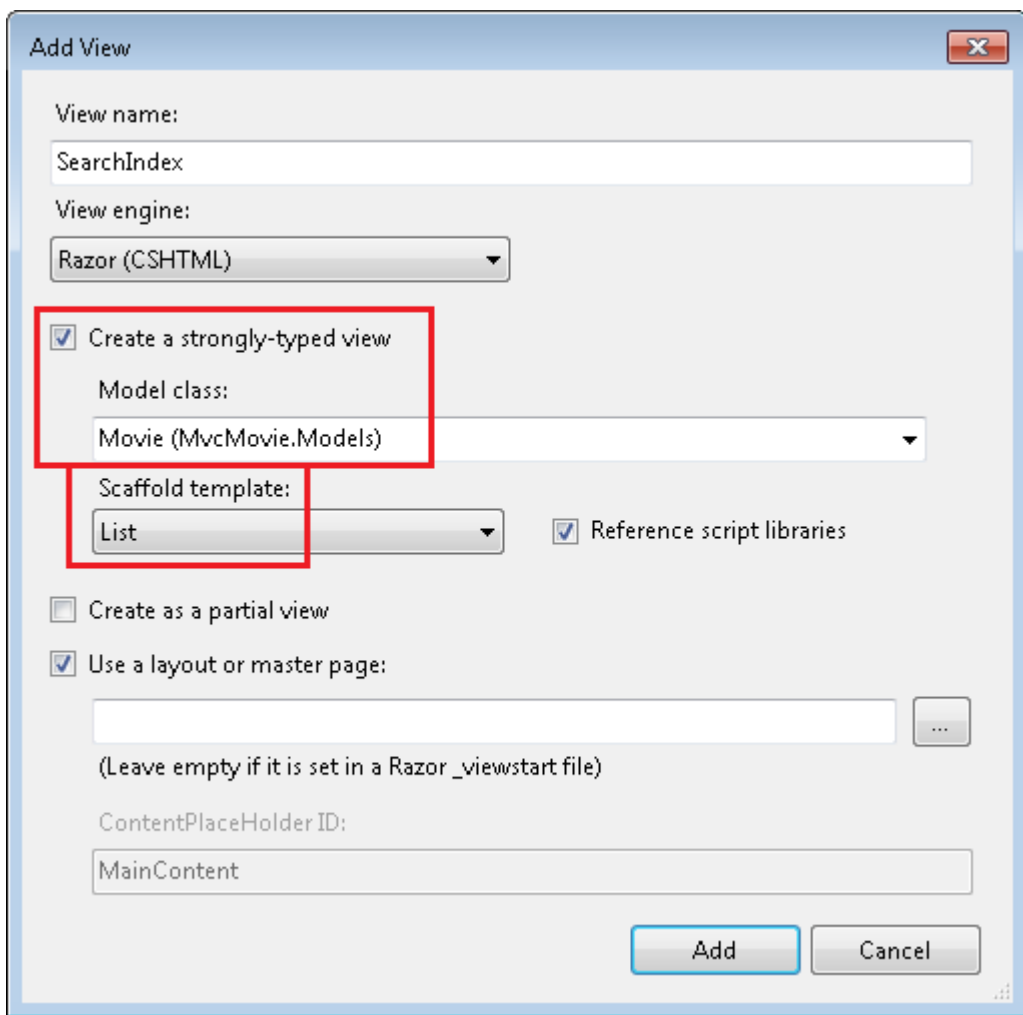 Add View
View name:
SearchIndex
View engine:
Razor (CSHTML)
Create a strongly-typed view
Model class:
Movie (MvcMovie.Models)
Scaffold template:
List
Reference script libraries
Create as a partial view
Use a layout or master page:
...
(Leave empty if it is set in a Razor _viewstart file)
ContentPlaceHolder ID:
MainContent
Add
Cancel